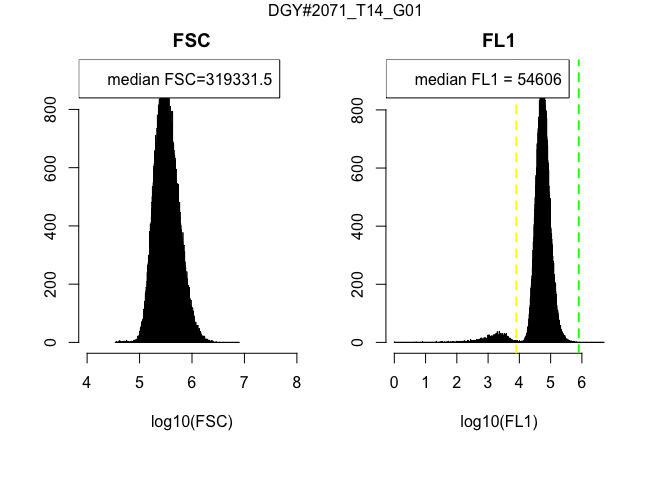 DGY#2071_T14_G01
FSC
median FSC=319331.5
0
200
400
600
800
4 5 6 7 8
log10(FSC)
FL1
median FL1 = 54606
0
200
400
600
800
0 1 2 3 4 5 6
log10(FL1)